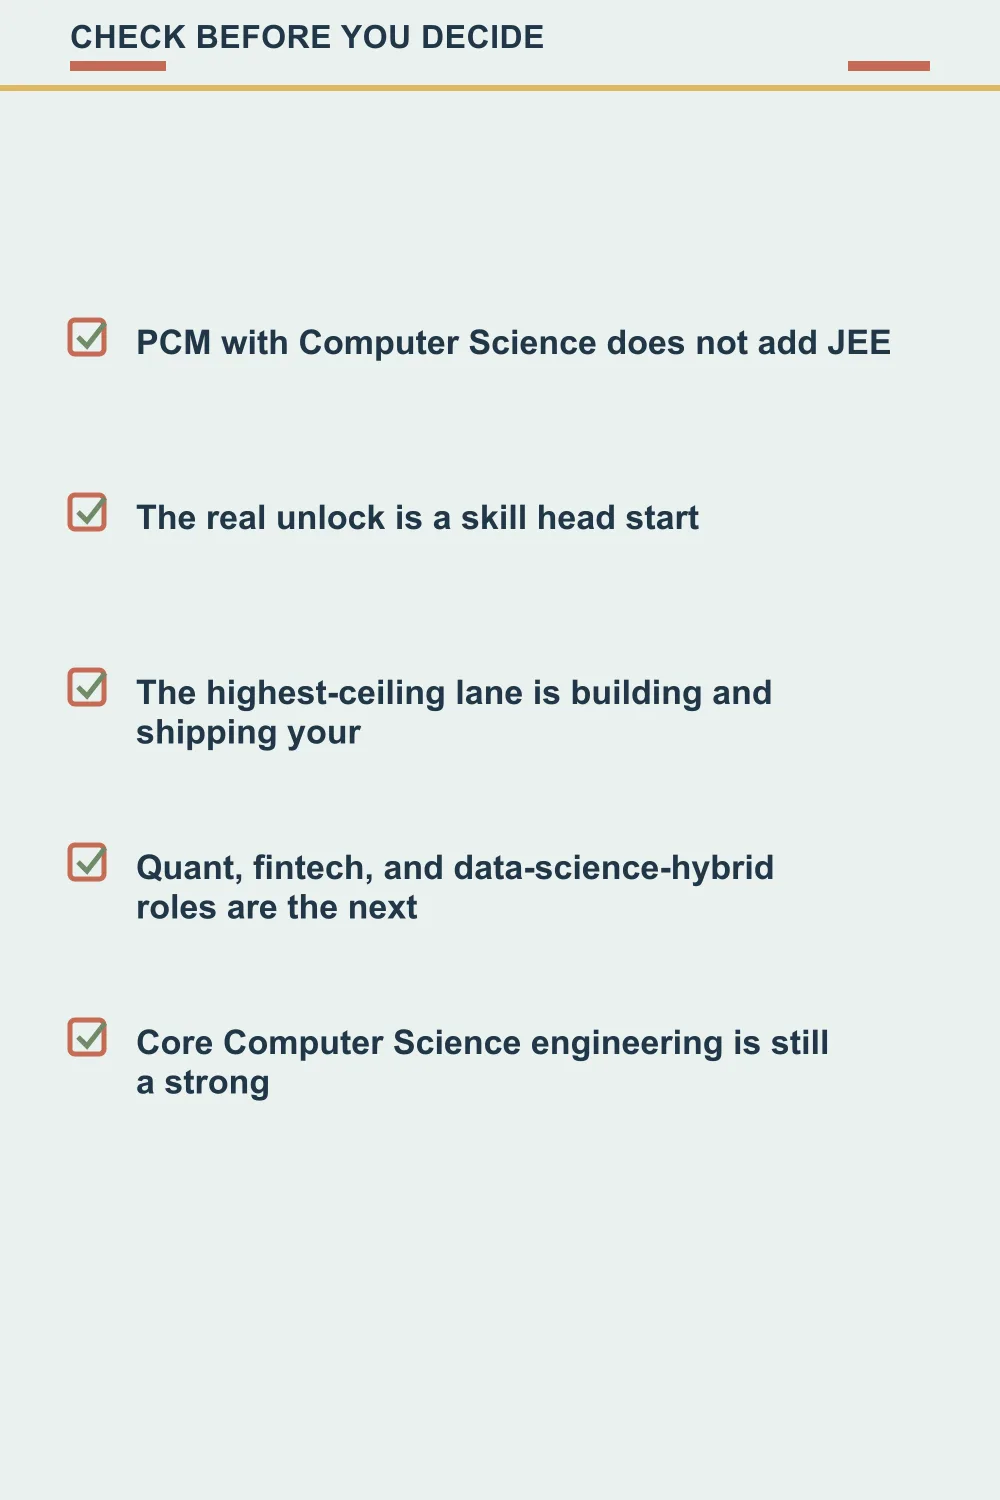 CHECK BEFORE YOU DECIDE
PCM with Computer Science does not add JEE
The real unlock is a skill head start
The highest-ceiling lane is building and
shipping your
Quant, fintech, and data-science-hybrid
roles are the next
Core Computer Science engineering is still
a strong